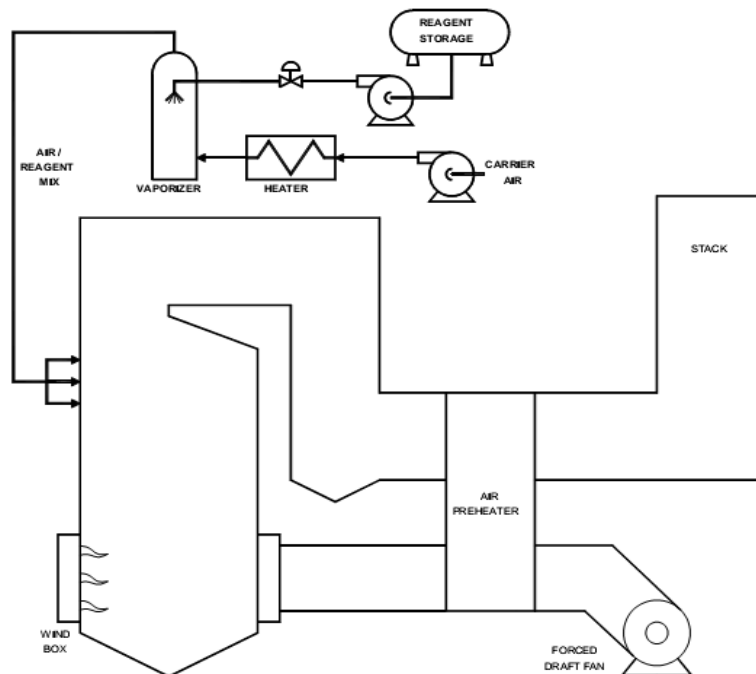 REAGENT
STORAGE
AIR /
REAGENT
MIX
VAPORIZER
HEATER
CARRIER
AIR
STACK
AIR
PREHEATER
WIND
BOX
FORCED
DRAFT FAN